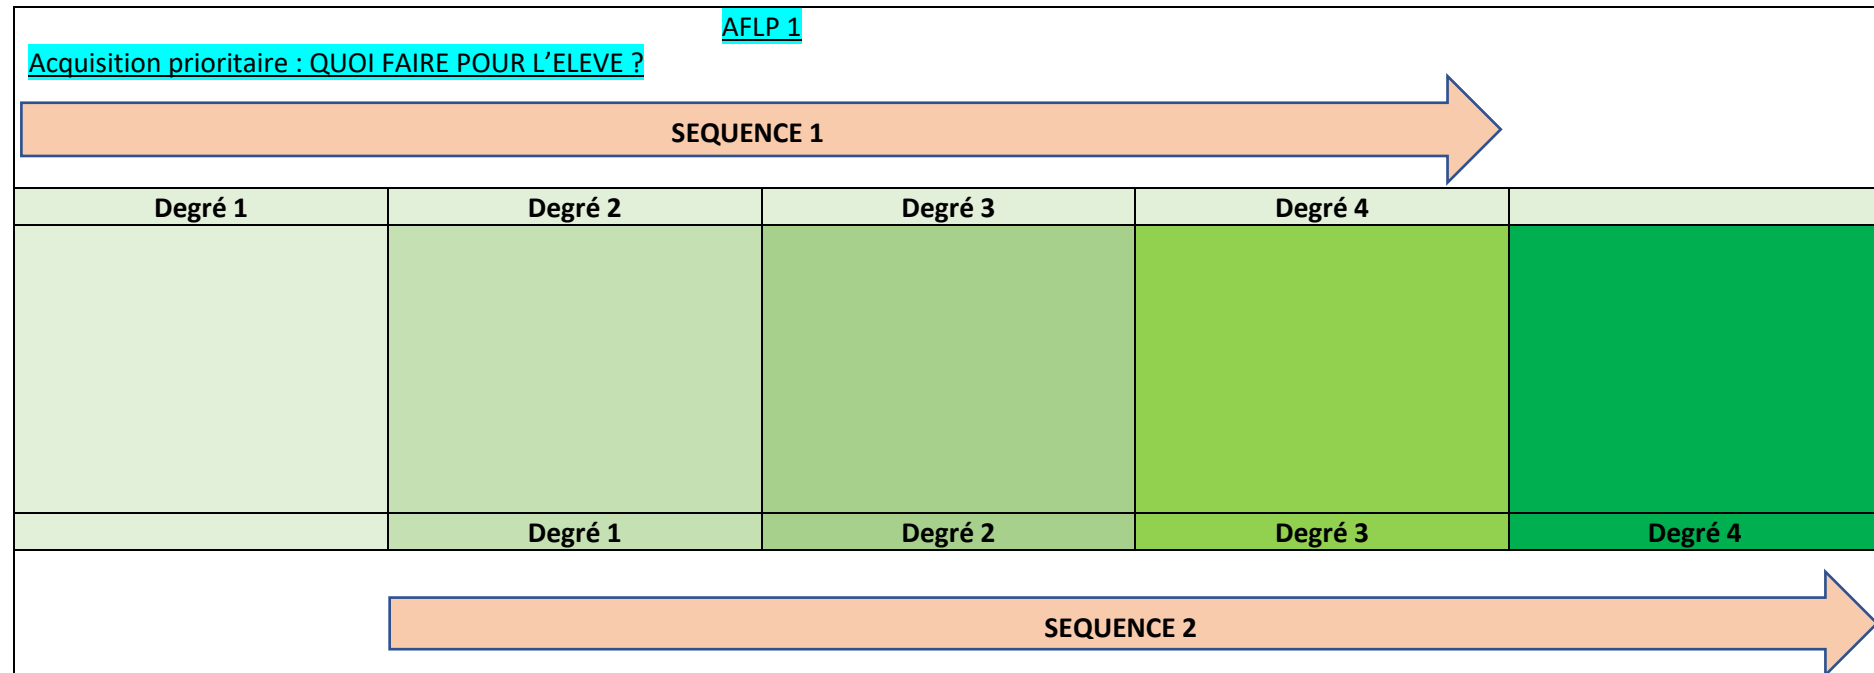 AFLP 1
Acquisition prioritaire : QUOI FAIRE POUR L’ELEVE ?
SEQUENCE 1
Degré 1 Degré 2 Degré 3 Degré 4
Degré 1 Degré 2 Degré 3 Degré 4
SEQUENCE 2